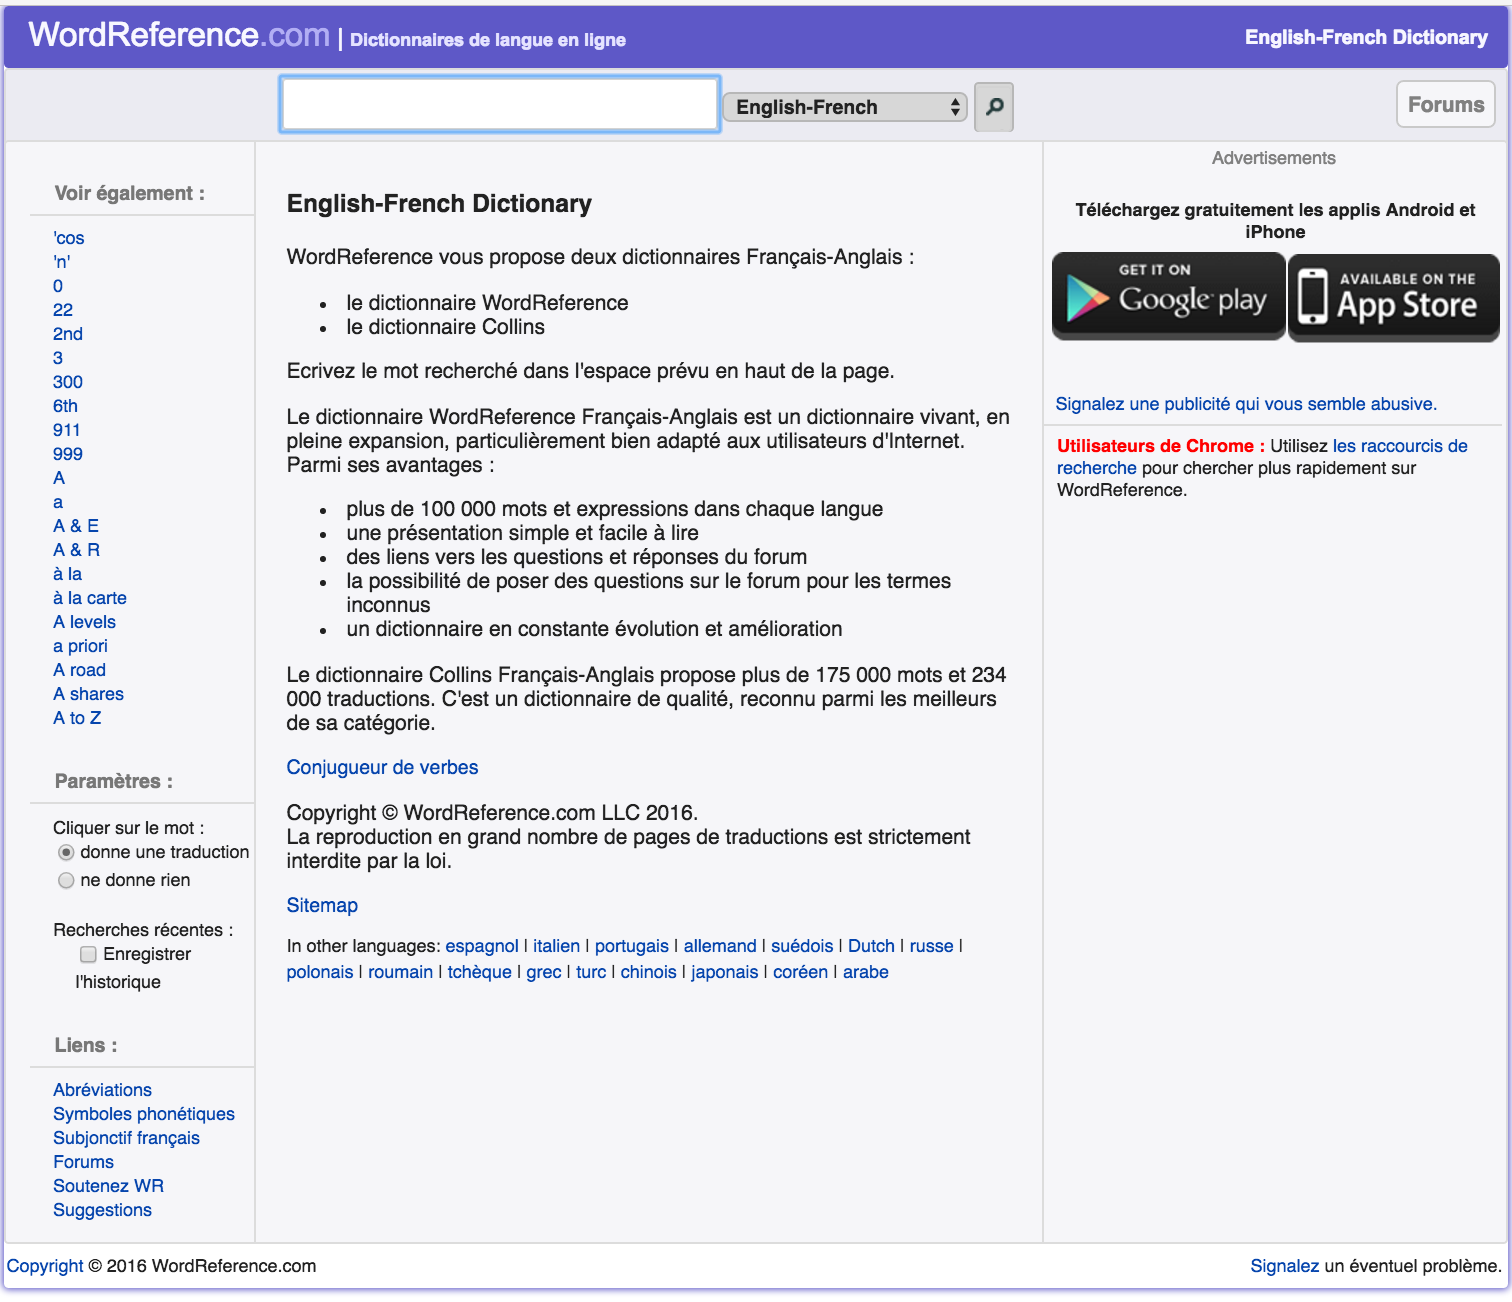 WordReference.com | Dictionnaires de langue en ligne
English-French Dictionary
English-French
Forums
Voir également :
'cos
'n'
0
22
2nd
3
300
6th
911
999
A
a
A & E
A & R
à la
à la carte
A levels
a priori
A road
A shares
A to Z
Paramètres :
Cliquer sur le mot :
donne une traduction
ne donne rien
Recherches récentes :
Enregistrer
l'historique
Liens :
Abréviations
Symboles phonétiques
Subjonctif français
Forums
Soutenez WR
Suggestions
English-French Dictionary
WordReference vous propose deux dictionnaires Français-Anglais :
• le dictionnaire WordReference
• le dictionnaire Collins
Ecrivez le mot recherché dans l'espace prévu en haut de la page.
Le dictionnaire WordReference Français-Anglais est un dictionnaire vivant, en
pleine expansion, particulièrement bien adapté aux utilisateurs d'Internet.
Parmi ses avantages :
• plus de 100 000 mots et expressions dans chaque langue
• une présentation simple et facile à lire
• des liens vers les questions et réponses du forum
• la possibilité de poser des questions sur le forum pour les termes
inconnus
• un dictionnaire en constante évolution et amélioration
Le dictionnaire Collins Français-Anglais propose plus de 175 000 mots et 234
000 traductions. C'est un dictionnaire de qualité, reconnu parmi les meilleurs
de sa catégorie.
Conjugueur de verbes
Copyright © WordReference.com LLC 2016.
La reproduction en grand nombre de pages de traductions est strictement
interdite par la loi.
Sitemap
In other languages: espagnol | italien | portugais | allemand | suédois | Dutch | russe |
polonais | roumain | tchèque | grec | turc | chinois | japonais | coréen | arabe
Advertisements
Téléchargez gratuitement les applis Android et
iPhone
GET IT ON
Google play
AVAILABLE ON THE
App Store
Signalez une publicité qui vous semble abusive.
Utilisateurs de Chrome : Utilisez les raccourcis de
recherche pour chercher plus rapidement sur
WordReference.
Copyright © 2016 WordReference.com
Signalez un éventuel problème.